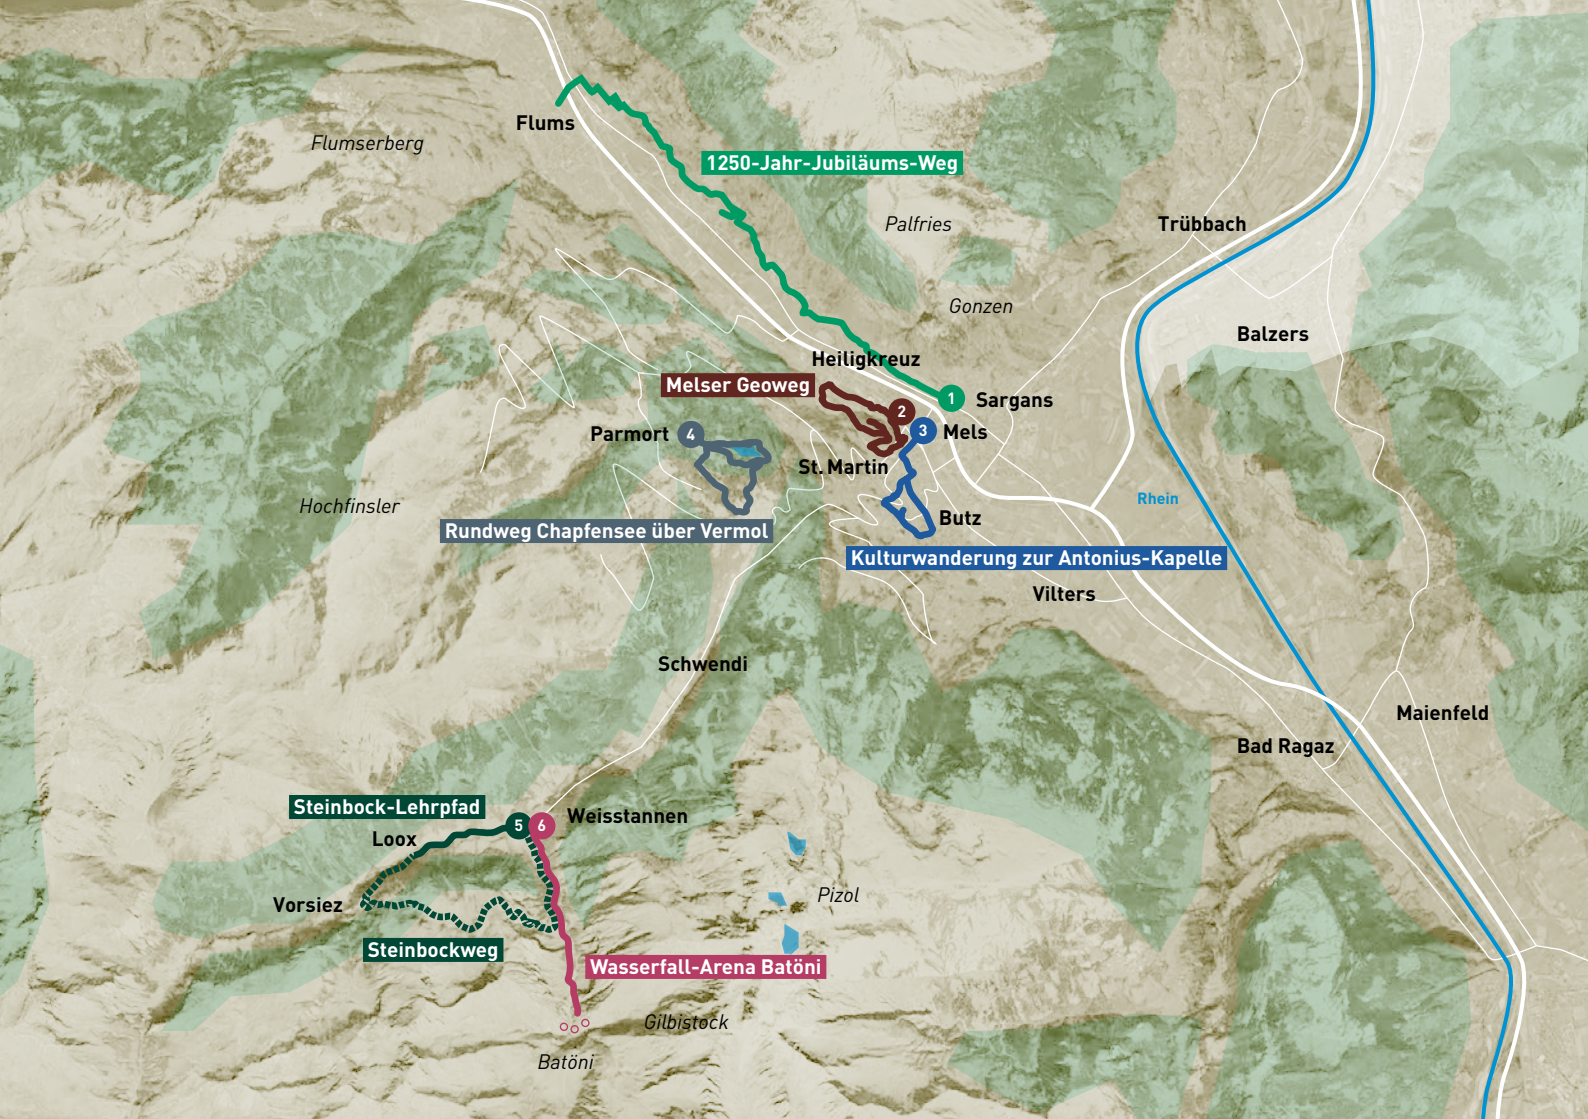 Flums
Flumserberg
1250-Jahr-Jubiläums-Weg
Palfries
Trübbach
Gonzen
Balzers
Heiligkreuz
Melser Geoweg
1
Sargans
2
3
Mels
Parmort
4
St. Martin
Rhein
Hochfinsler
Butz
Rundweg Chapfensee über Vermol
Kulturwanderung zur Antonius-Kapelle
Vilters
Schwendi
Maienfeld
Bad Ragaz
Steinbock-Lehrpfad
5
6
Weisstannen
Loox
Pizol
Vorsiez
Steinbockweg
Wasserfall-Arena Batöni
Gilbistock
Batöni